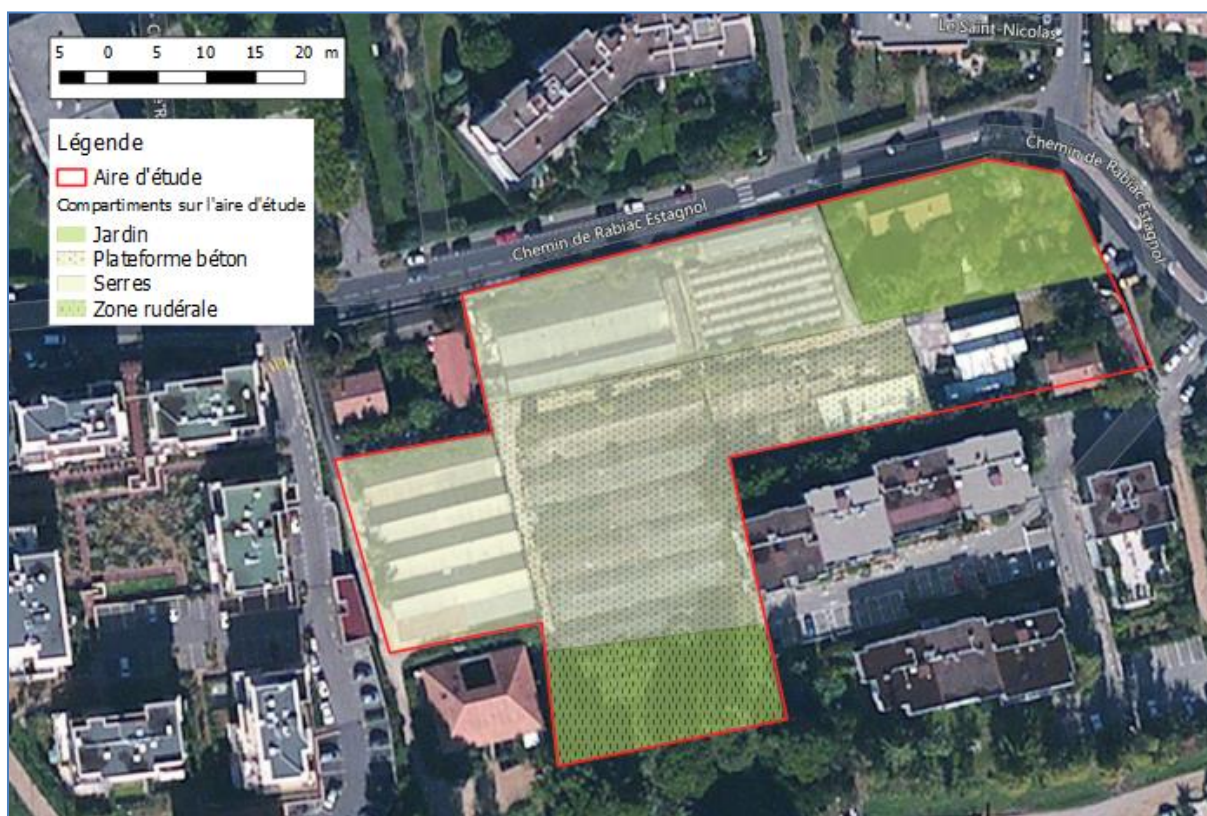 5 0 5 10 15 20 m
Légende
Aire d'étude
Compartiments sur l'aire d'étude
Jardin
Plateforme béton
Serres
Zone rudérale
Le Saint-Nicolas
Chemin de Rabiac Estagnol
Chemin de Rabiac Estagnol